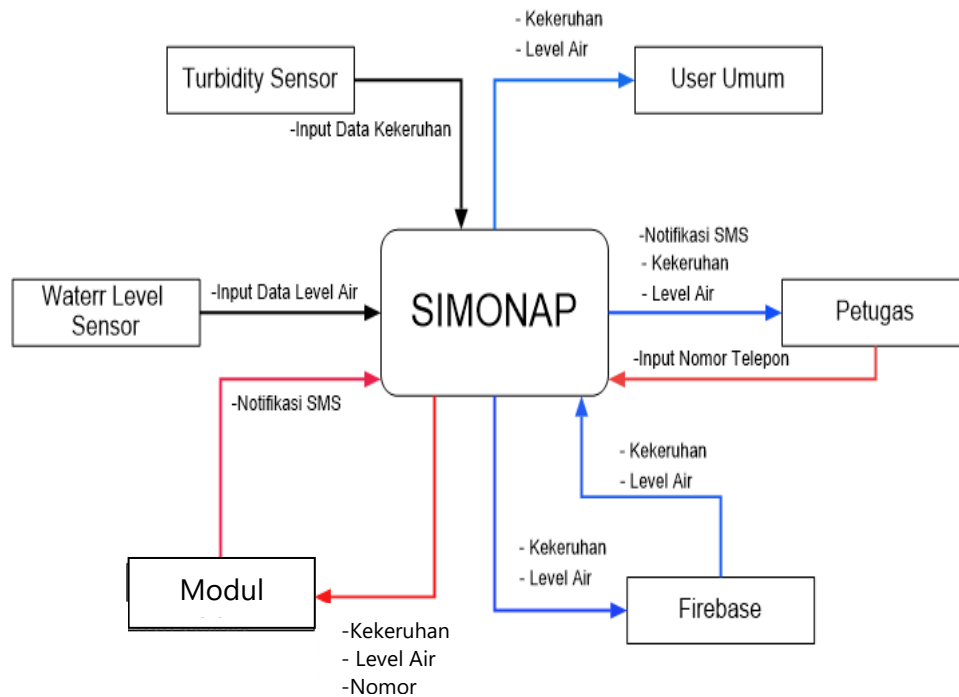 - Kekeruhan
- Level Air
Turbidity Sensor
User Umum
-Input Data Kekeruhan
-Notifikasi SMS
- Kekeruhan
- Level Air
Waterr Level
Sensor
-Input Data Level Air
SIMONAP
Petugas
-Input Nomor Telepon
-Notifikasi SMS
- Kekeruhan
- Level Air
- Kekeruhan
- Level Air
Modul
Firebase
-Kekeruhan
- Level Air
-Nomor